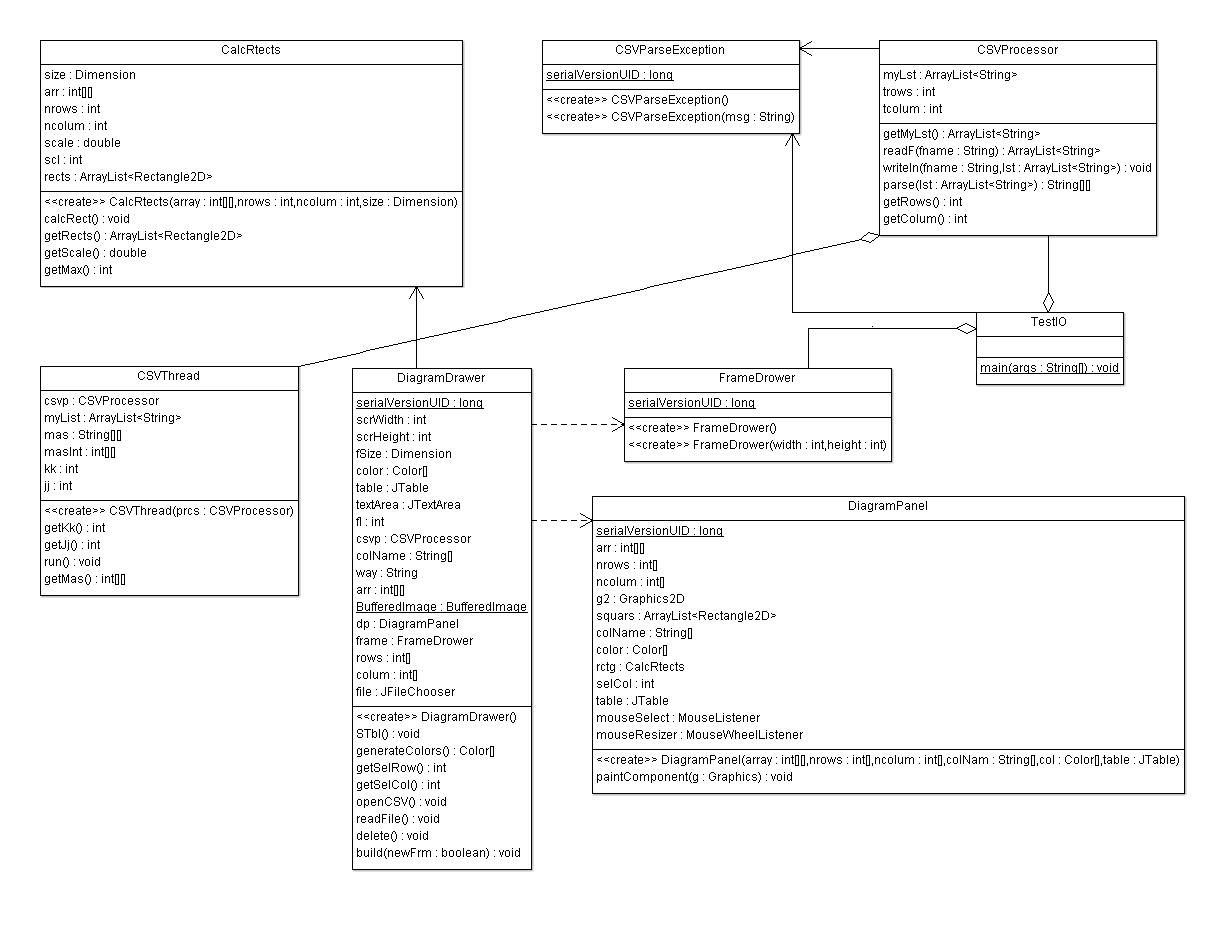 CalcRtects
size : Dimension
arr : int[][]
nrows : int
ncolum : int
scale : double
scl : int
rects : ArrayList<Rectangle2D>
<<create>> CalcRtects(array : int[][],nrows : int,ncolum : int,size : Dimension)
calcRect() : void
getRects() : ArrayList<Rectangle2D>
getScale() : double
getMax() : int
CSVParseException
serialVersionUID : long
<<create>> CSVParseException()
<<create>> CSVParseException(msg : String)
CSVProcessor
myLst : ArrayList<String>
trows : int
tcolum : int
getMyLst() : ArrayList<String>
readF(fname : String) : ArrayList<String>
writeIn(fname : String,lst : ArrayList<String>) : void
parse(lst : ArrayList<String>) : String[][]
getRows() : int
getColum() : int
TestIO
main(args : String[]) : void
CSVThread
csvp : CSVProcessor
myList : ArrayList<String>
mas : String[][]
masInt : int[][]
kk : int
jj : int
<<create>> CSVThread(prcs : CSVProcessor)
getKk() : int
getJj() : int
run() : void
getMas() : int[][]
DiagramDrawer
serialVersionUID : long
scrWidth : int
scrHeight : int
fSize : Dimension
color : Color[]
table : JTable
textArea : JTextArea
fl : int
csvp : CSVProcessor
colName : String[]
way : String
arr : int[][]
BufferedImage : BufferedImage
dp : DiagramPanel
frame : FrameDrower
rows : int[]
colum : int[]
file : JFileChooser
<<create>> DiagramDrawer()
STbl() : void
generateColors() : Color[]
getSelRow() : int
getSelCol() : int
openCSV() : void
readFile() : void
delete() : void
build(newFrm : boolean) : void
FrameDrower
serialVersionUID : long
<<create>> FrameDrower()
<<create>> FrameDrower(width : int,height : int)
DiagramPanel
serialVersionUID : long
arr : int[][]
nrows : int[]
ncolum : int[]
g2 : Graphics2D
squars : ArrayList<Rectangle2D>
colName : String[]
color : Color[]
rctg : CalcRtects
selCol : int
table : JTable
mouseSelect : MouseListener
mouseResizer : MouseWheelListener
<<create>> DiagramPanel(array : int[][],nrows : int[],ncolum : int[],colNam : String[],col : Color[],table : JTable)
paintComponent(g : Graphics) : void